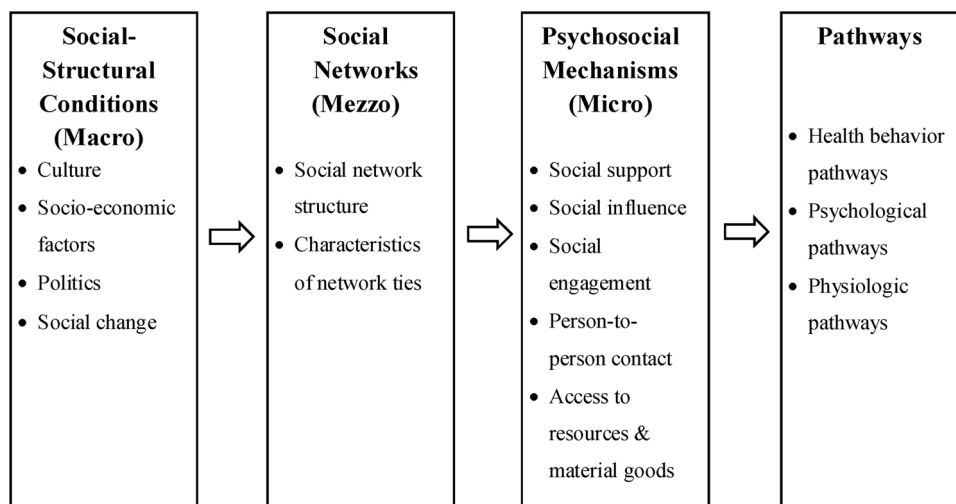 Social-
Structural
Conditions
(Macro)
• Culture
• Socio-economic
factors
• Politics
• Social change
Social
Networks
(Mezzo)
• Social network
structure
• Characteristics
of network ties
Psychosocial
Mechanisms
(Micro)
• Social support
• Social influence
• Social
engagement
• Person-to-
person contact
• Access to
resources &
material goods
Pathways
• Health behavior
pathways
• Psychological
pathways
• Physiologic
pathways